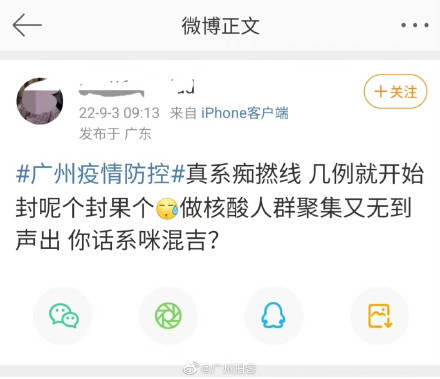 微博正文
+关注
22-9-3 09:13 来自 iPhone客户端
发布于 广东
#广州疫情防控#真系痴撚线 几例就开始
封呢个封果个😪做核酸人群聚集又无到
声出 你话系咪混吉?
@广州拍客